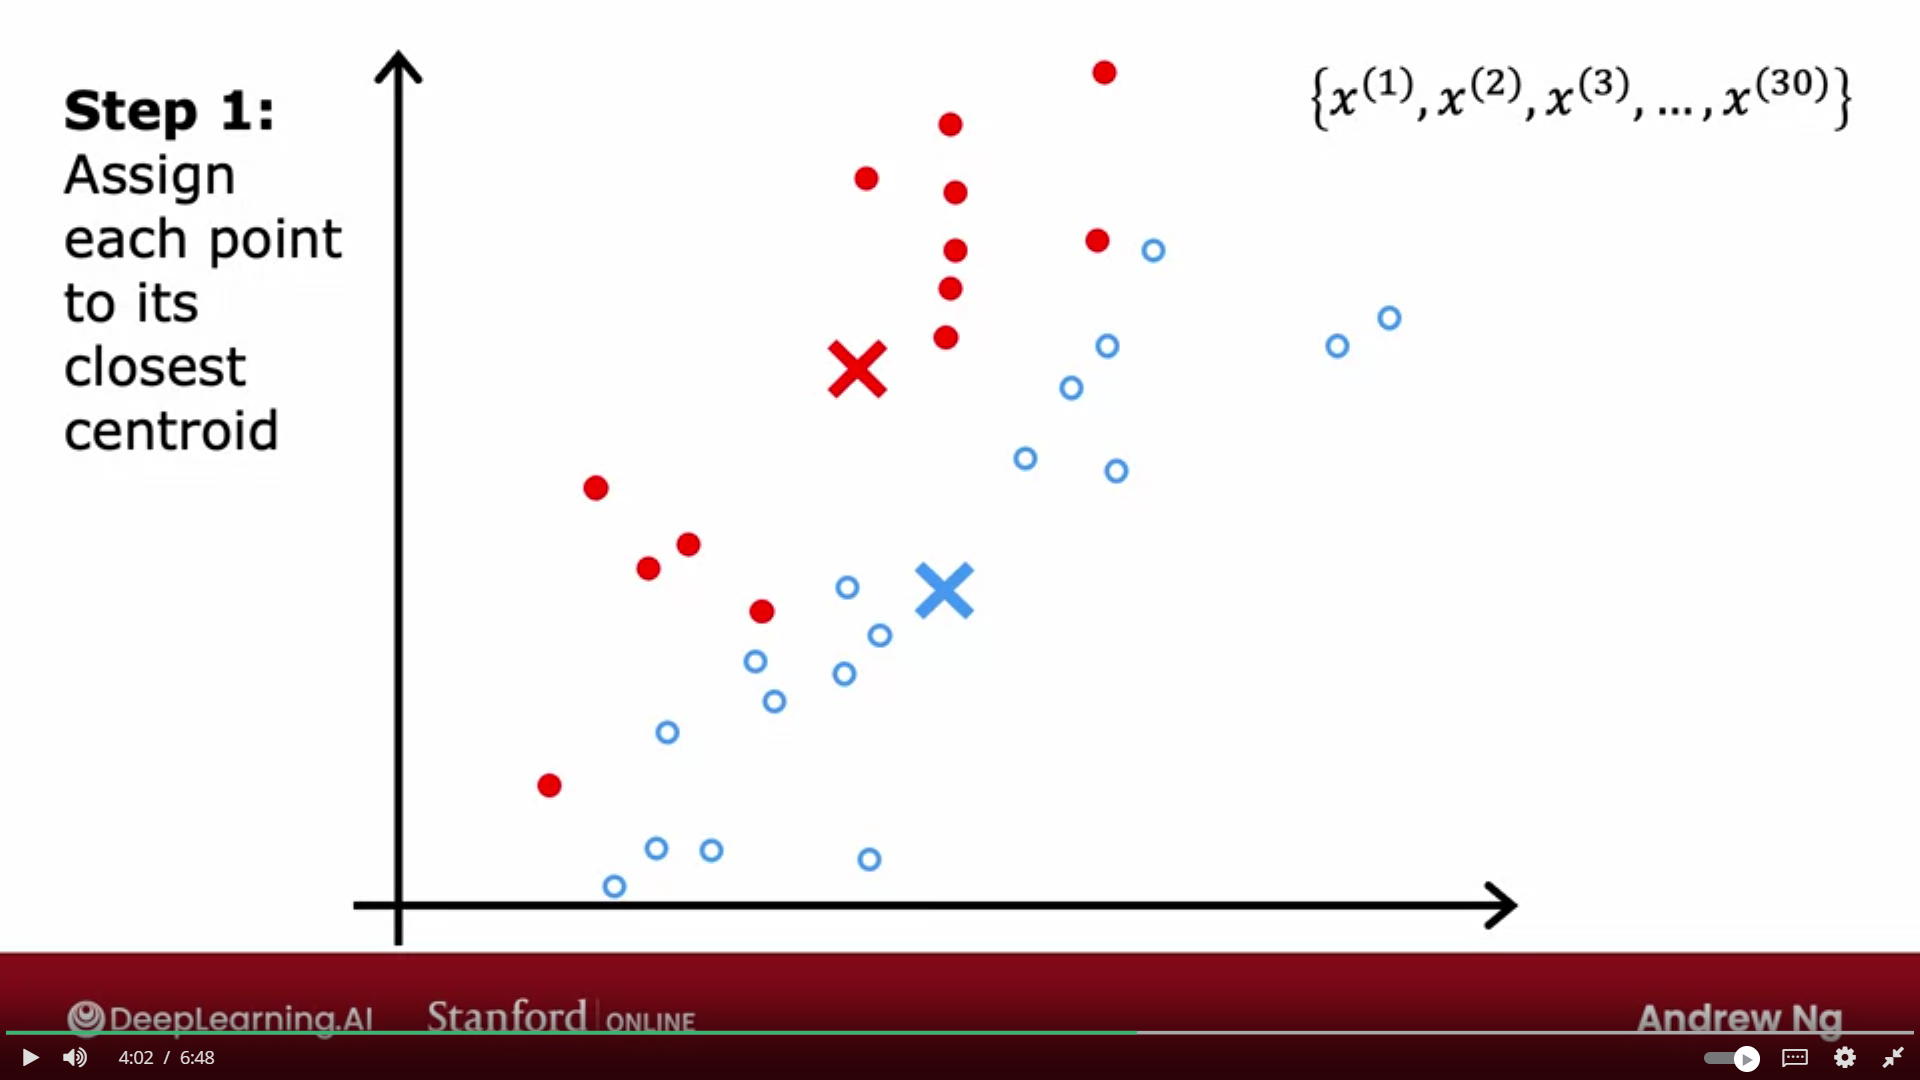 Step 1:
Assign
each point
to its
closest
centroid
{x⁽¹⁾, x⁽²⁾, x⁽³⁾, … , x⁽³⁰⁾}
DeepLearning.AI
Stanford | ONLINE
Andrew Ng
4:02 / 6:48